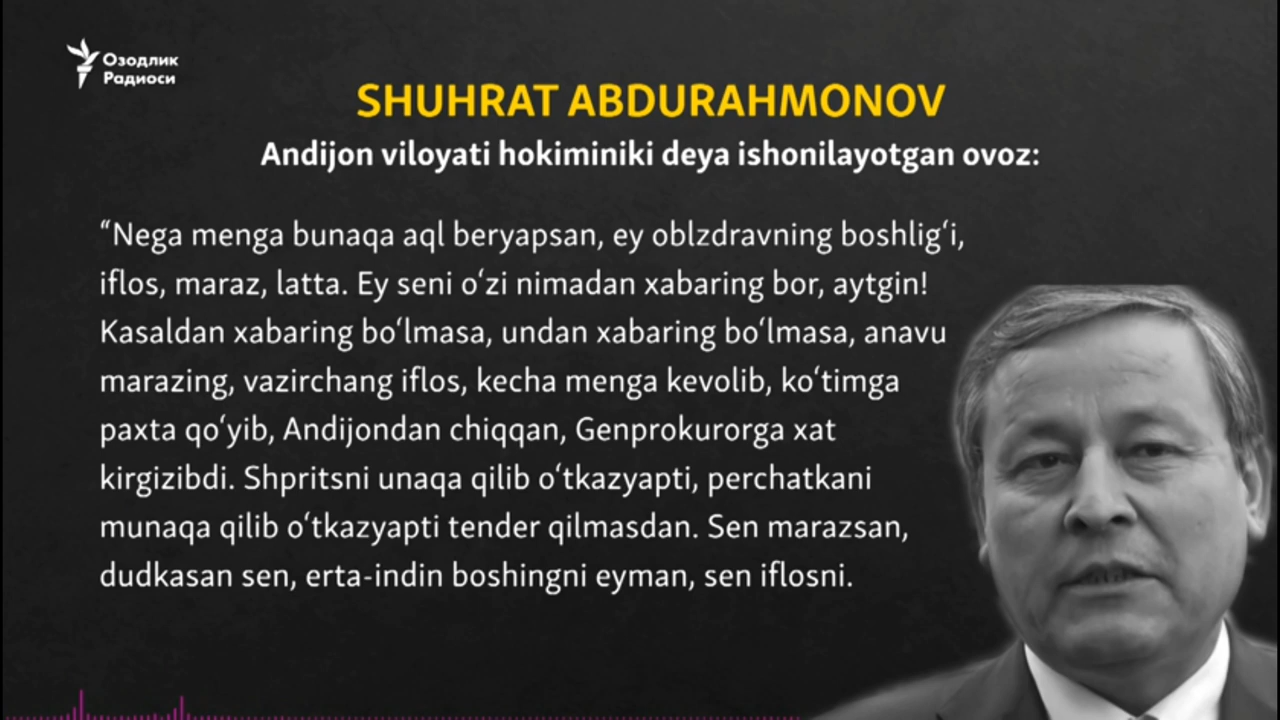 Озодлик
Радиоси
SHUHRAT ABDURAHMONOV
Andijon viloyati hokiminiki deya ishonilayotgan ovoz:
“Nega menga bunaqa aql beryapsan, ey oblzdravning boshlig‘i,
iflos, maraz, latta. Ey seni o‘zi nimadan xabaring bor, aytgin!
Kasaldan xabaring bo‘lmasa, undan xabaring bo‘lmasa, anavu
marazing, vazirchang iflos, kecha menga kevolib, ko‘timga
paxta qo‘yib, Andijondan chiqqan, Genprokurorga xat
kirgizibdi. Shpritsni unaqa qilib o‘tkazyapti, perchatkani
munaqa qilib o‘tkazyapti tender qilmasdan. Sen marazsan,
dudkasan sen, erta-indin boshingni eyman, sen iflosni.